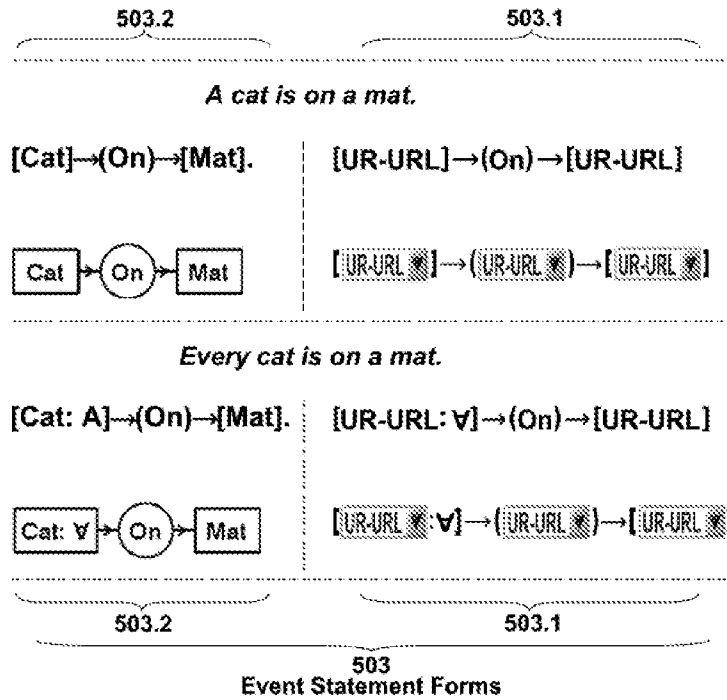 503.2 503.1
A cat is on a mat.
[Cat]→(On)→[Mat]. [UR-URL]→(On)→[UR-URL]
Cat → On → Mat [UR-URL ▼]→(UR-URL ▼)→[UR-URL ▼]
Every cat is on a mat.
[Cat: A]→(On)→[Mat]. [UR-URL: ∀]→(On)→[UR-URL]
Cat: ∀ → On → Mat [UR-URL ▼:∀]→(UR-URL ▼)→[UR-URL ▼
503.2 503.1
503
Event Statement Forms